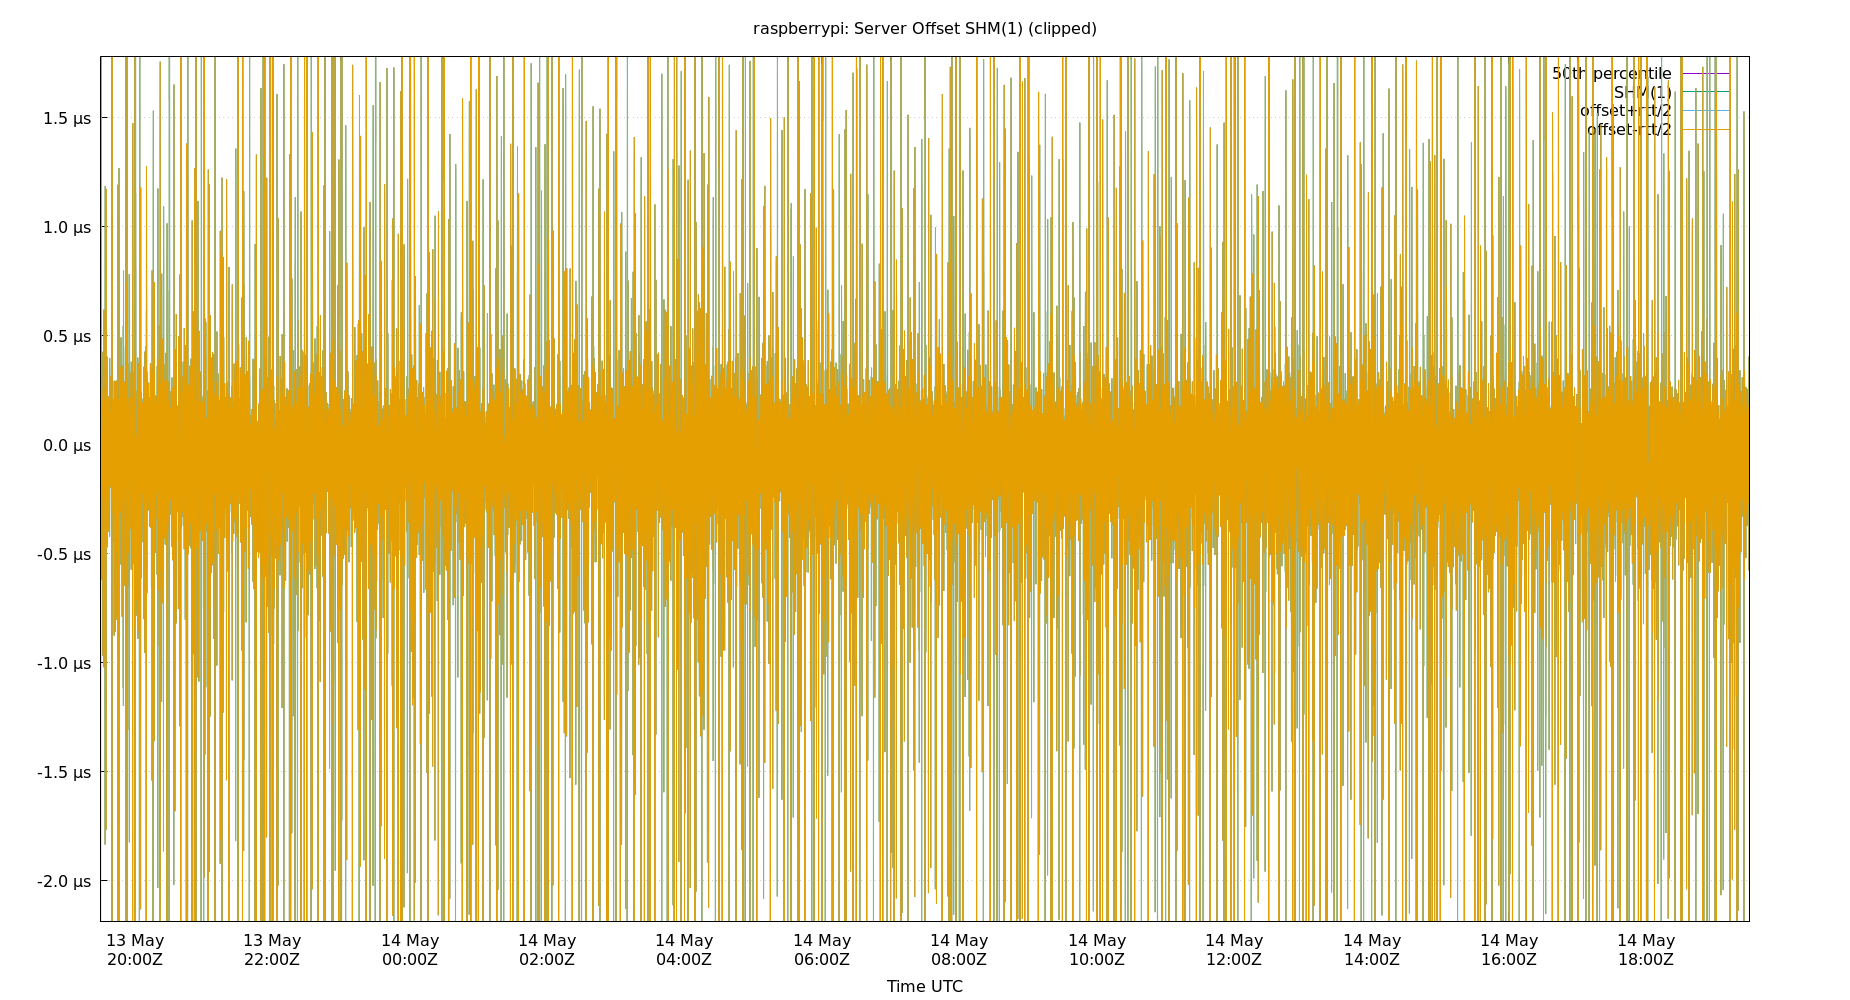 raspberrypi: Server Offset SHM(1) (clipped)
50th percentile
SHM(1)
offset+rtt/2
offset-rtt/2
1.5 µs
1.0 µs
0.5 µs
0.0 µs
-0.5 µs
-1.0 µs
-1.5 µs
-2.0 µs
13 May 13 May 14 May 14 May 14 May 14 May 14 May 14 May 14 May 14 May 14 May 14 May
20:00Z 22:00Z 00:00Z 02:00Z 04:00Z 06:00Z 08:00Z 10:00Z 12:00Z 14:00Z 16:00Z 18:00Z
Time UTC